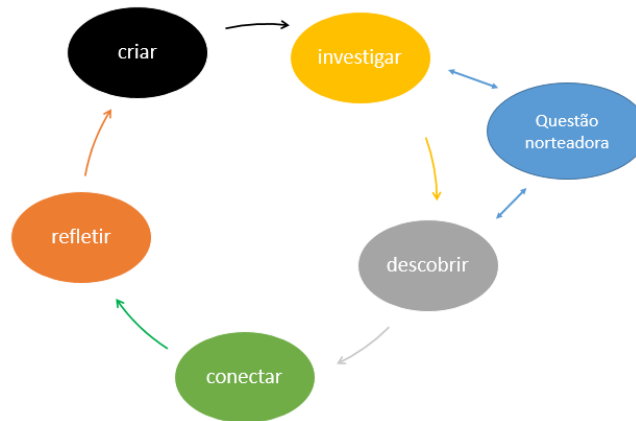 criar
investigar
Questão
norteadora
refletir
descobrir
conectar